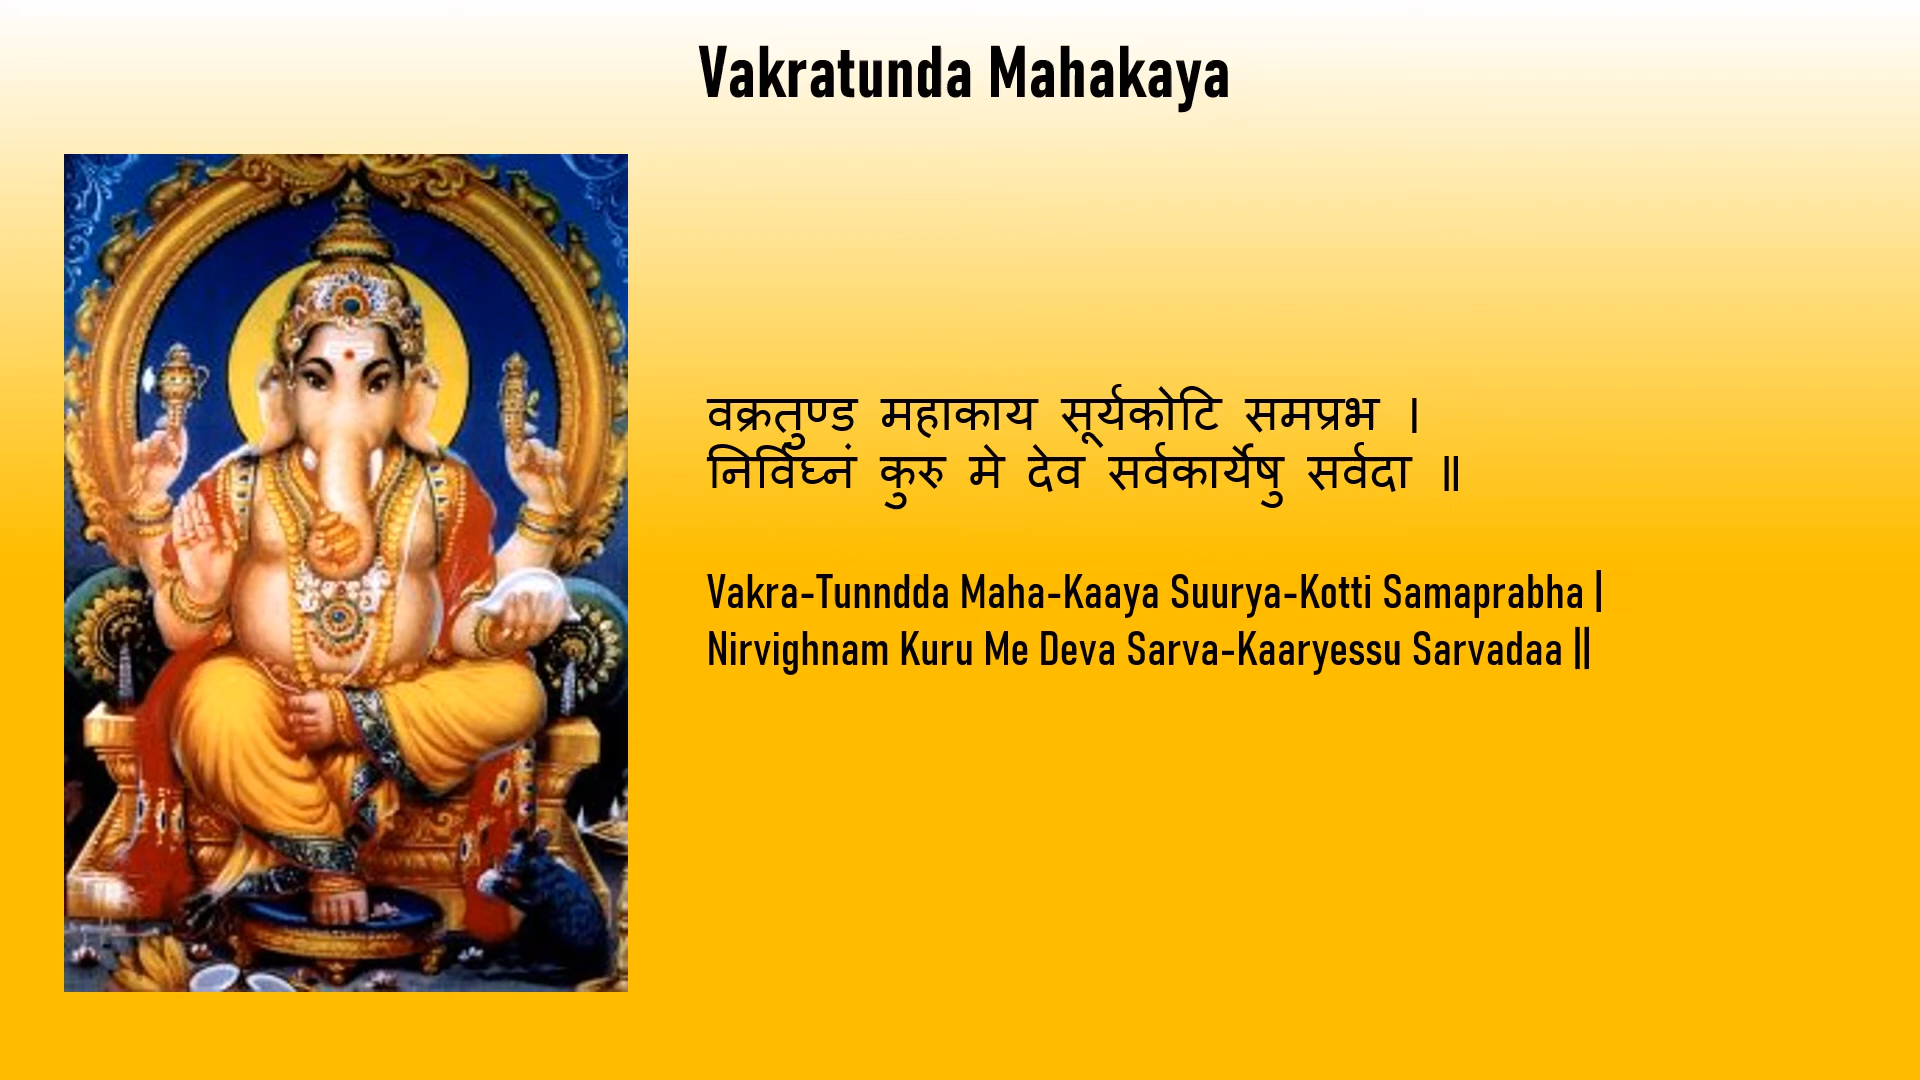 Vakratunda Mahakaya
वक्रतुण्ड महाकाय सूर्यकोटि समप्रभ ।
निर्विघ्नं कुरु मे देव सर्वकार्येषु सर्वदा ॥
Vakra-Tunndda Maha-Kaaya Suurya-Kotti Samaprabha |
Nirvighnam Kuru Me Deva Sarva-Kaaryessu Sarvadaa ||